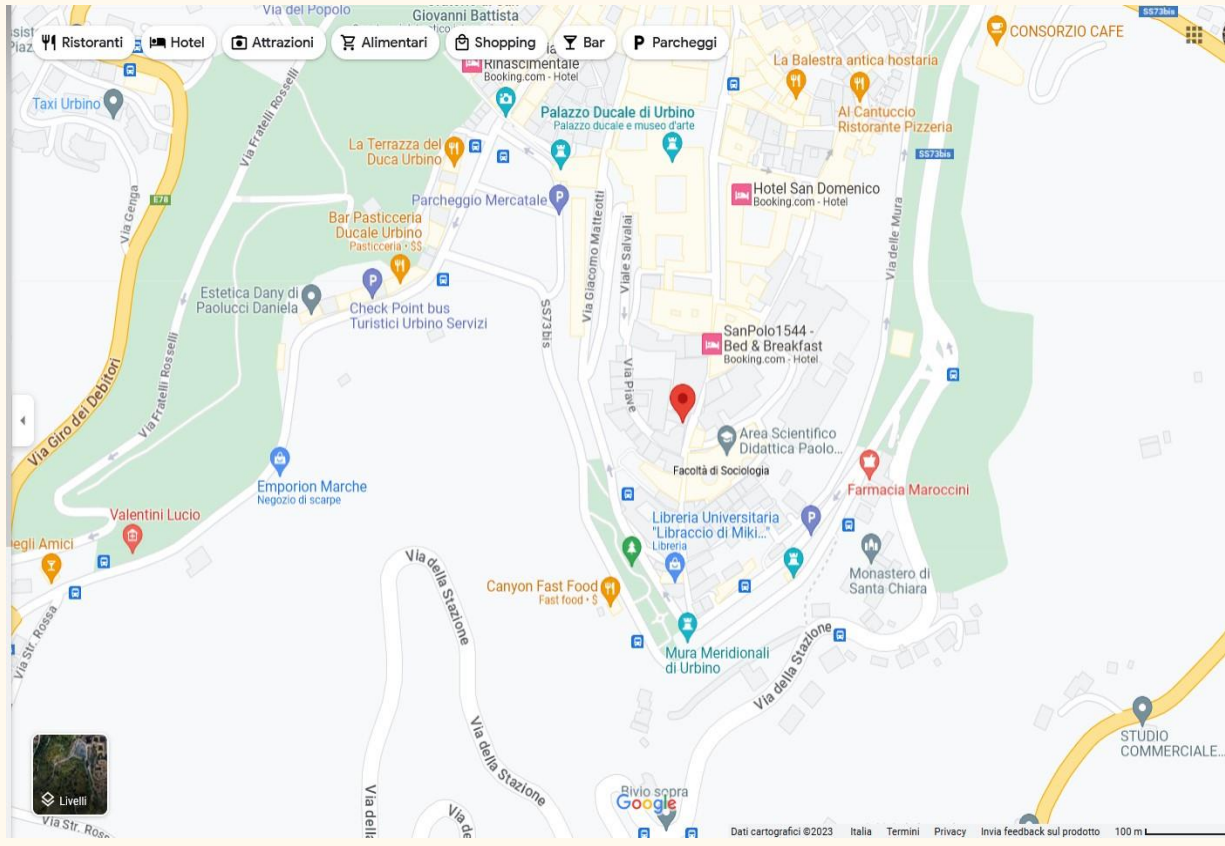 Via del Popolo
Giovanni Battista
SS73bis
Ristoranti
Hotel
Attrazioni
Alimentari
Shopping
Bar
Parcheggi
CONSORZIO CAFE
Rinascimentale
Booking.com - Hotel
La Balestra antica hostaria
Taxi Urbino
Via Fratelli Rosselli
Palazzo Ducale di Urbino
Palazzo ducale e museo d'arte
Al Cantuccio
Ristorante Pizzeria
La Terrazza del
Duca Urbino
SS73bis
E78
Via Genga
Parcheggio Mercatale
Hotel San Domenico
Booking.com - Hotel
Bar Pasticceria
Ducale Urbino
Pasticceria • $$
Via Giacomo Matteotti
Viale Salvalai
Via delle Mura
Estetica Dany di
Paolucci Daniela
Check Point bus
Turistici Urbino Servizi
SS73bis
SanPolo1544 -
Bed & Breakfast
Booking.com - Hotel
Via Giro dei Debitori
Via Fratelli Rosselli
Via Piave
Area Scientifico
Didattica Paolo...
Facoltà di Sociologia
Emporion Marche
Negozio di scarpe
Farmacia Maroccini
Valentini Lucio
Libreria Universitaria
"Libraccio di Miki..."
Libreria
egli Amici
Via della Stazione
Canyon Fast Food
Fast food • $
Monastero di
Santa Chiara
Via Str. Rossa
Mura Meridionali
di Urbino
Via della Stazione
Via della Stazione
STUDIO
COMMERCIALE...
Livelli
Bivio sopra
Google
Via Str. Ross
Via dell
Via de
Dati cartografici ©2023
Italia
Termini
Privacy
Invia feedback sul prodotto
100 m